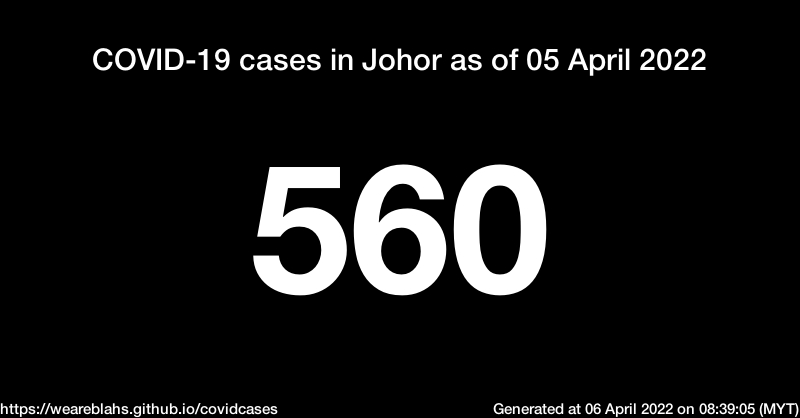 COVID-19 cases in Johor as of 05 April 2022
560
https://weareblahs.github.io/covidcases
Generated at 06 April 2022 on 08:39:05 (MYT)